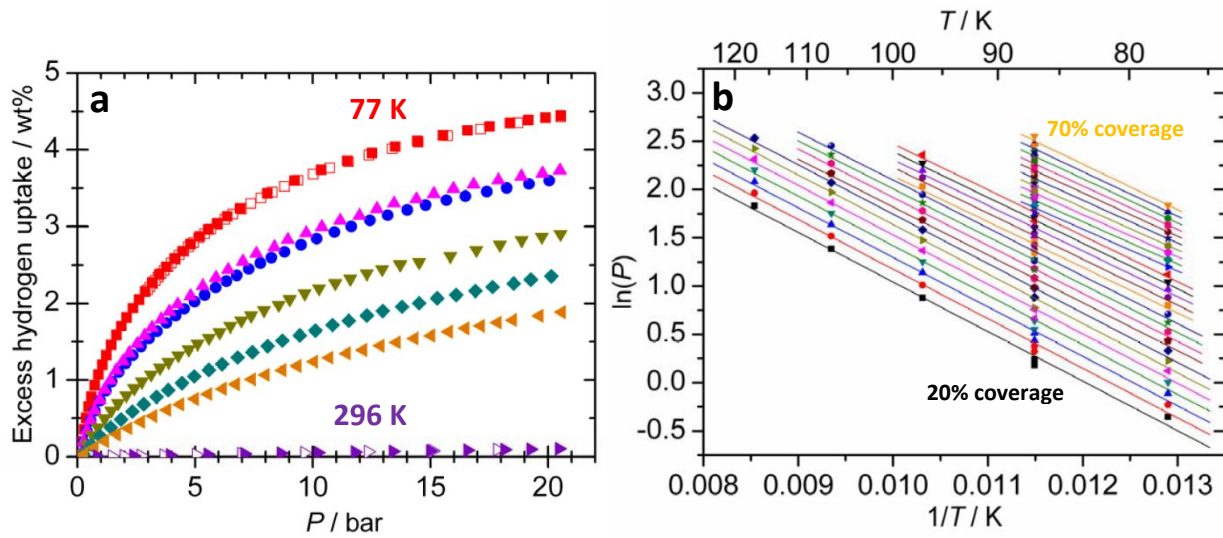 a
77 K
296 K
Excess hydrogen uptake / wt%
5
4
3
2
1
0
0 5 10 15 20
P / bar
T / K
120 110 100 90 80
b
70% coverage
20% coverage
ln(P)
3.0
2.5
2.0
1.5
1.0
0.5
0.0
-0.5
0.008 0.009 0.010 0.011 0.012 0.013
1/T / K